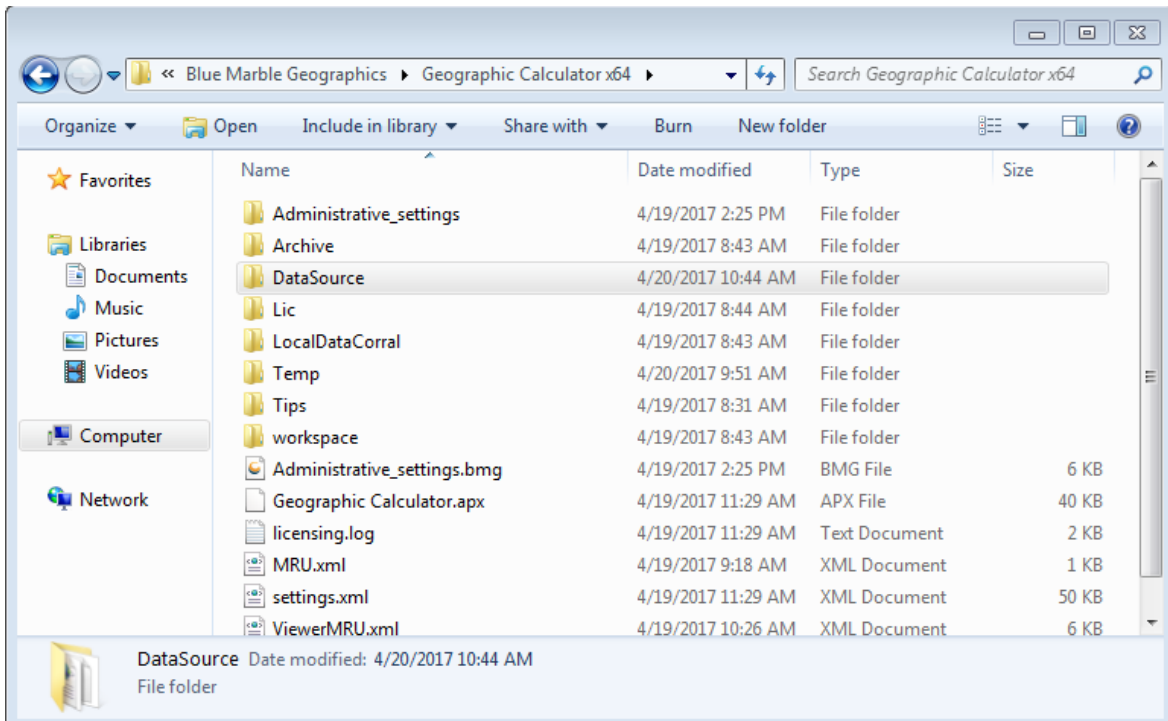 « Blue Marble Geographics Geographic Calculator x64 Search Geographic Calculator x64
Organize Open Include in library Share with Burn New folder
Favorites
Libraries
Documents
Music
Pictures
Videos
Computer
Network
Name Date modified Type Size
Administrative_settings 4/19/2017 2:25 PM File folder
Archive 4/19/2017 8:43 AM File folder
DataSource 4/20/2017 10:44 AM File folder
Lic 4/19/2017 8:44 AM File folder
LocalDataCorral 4/19/2017 8:43 AM File folder
Temp 4/20/2017 9:51 AM File folder
Tips 4/19/2017 8:31 AM File folder
workspace 4/19/2017 8:43 AM File folder
Administrative_settings.bmg 4/19/2017 2:25 PM BMG File 6 KB
Geographic Calculator.apx 4/19/2017 11:29 AM APX File 40 KB
licensing.log 4/19/2017 11:29 AM Text Document 2 KB
MRU.xml 4/19/2017 9:18 AM XML Document 1 KB
settings.xml 4/19/2017 11:29 AM XML Document 50 KB
ViewerMRU.xml 4/19/2017 10:26 AM XML Document 6 KB
DataSource Date modified: 4/20/2017 10:44 AM
File folder